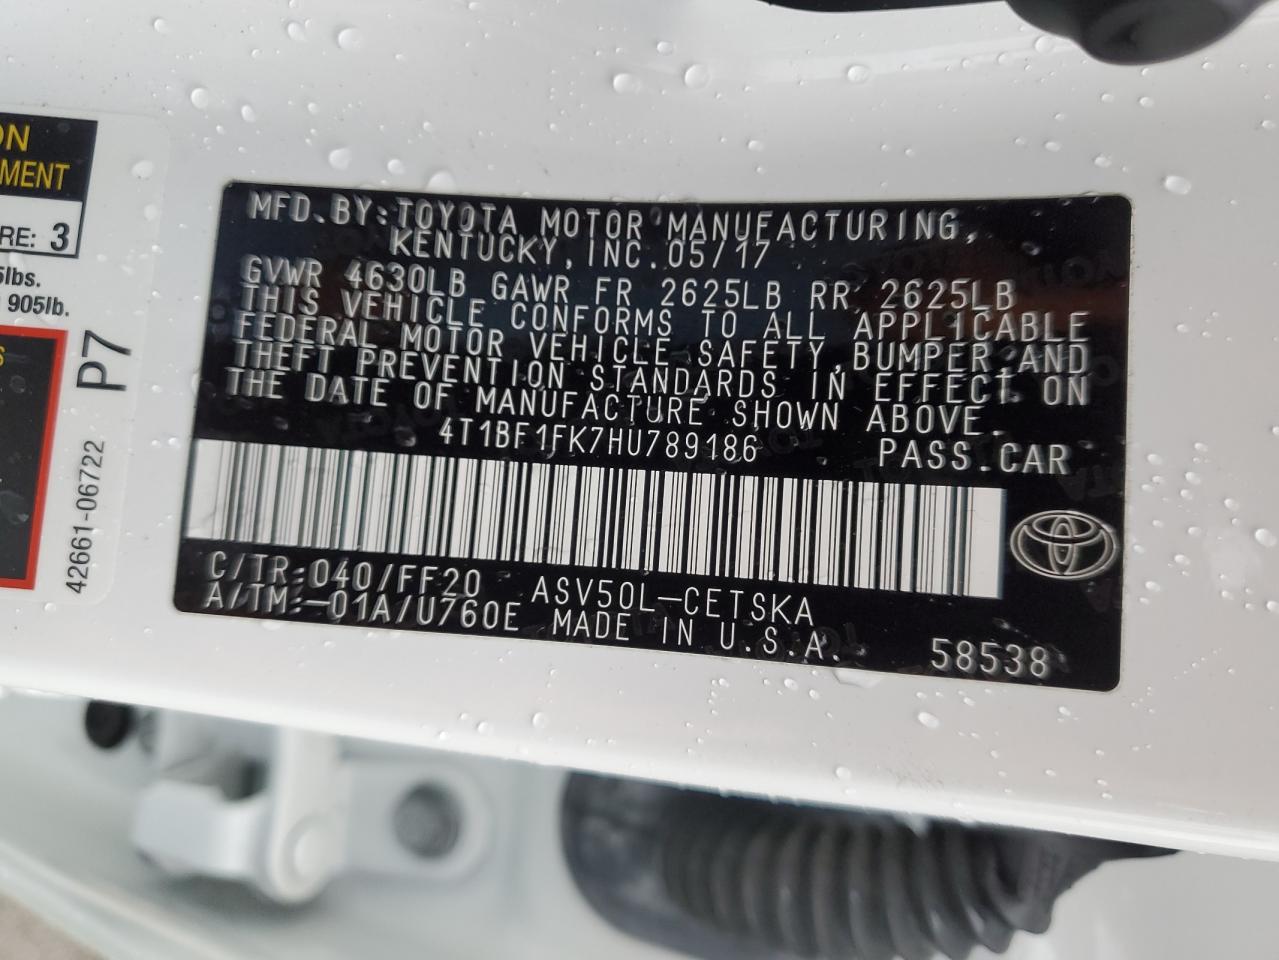 ON
MENT
RE: 3
5lbs.
905lb.
S
P7
42661-06722
MFD.BY:TOYOTA MOTOR MANUFACTURING,
KENTUCKY,INC.05/17
GVWR 4630LB GAWR FR 2625LB RR 2625LB
THIS VEHICLE CONFORMS TO ALL APPLICABLE
FEDERAL MOTOR VEHICLE SAFETY,BUMPER,AND
THEFT PREVENTION STANDARDS IN EFFECT ON
THE DATE OF MANUFACTURE SHOWN ABOVE.
4T1BF1FK7HU789186 PASS.CAR
C/TR:040/FF20 ASV50L-CETSKA
A/TM:-01A/U760E MADE IN U.S.A. 58538